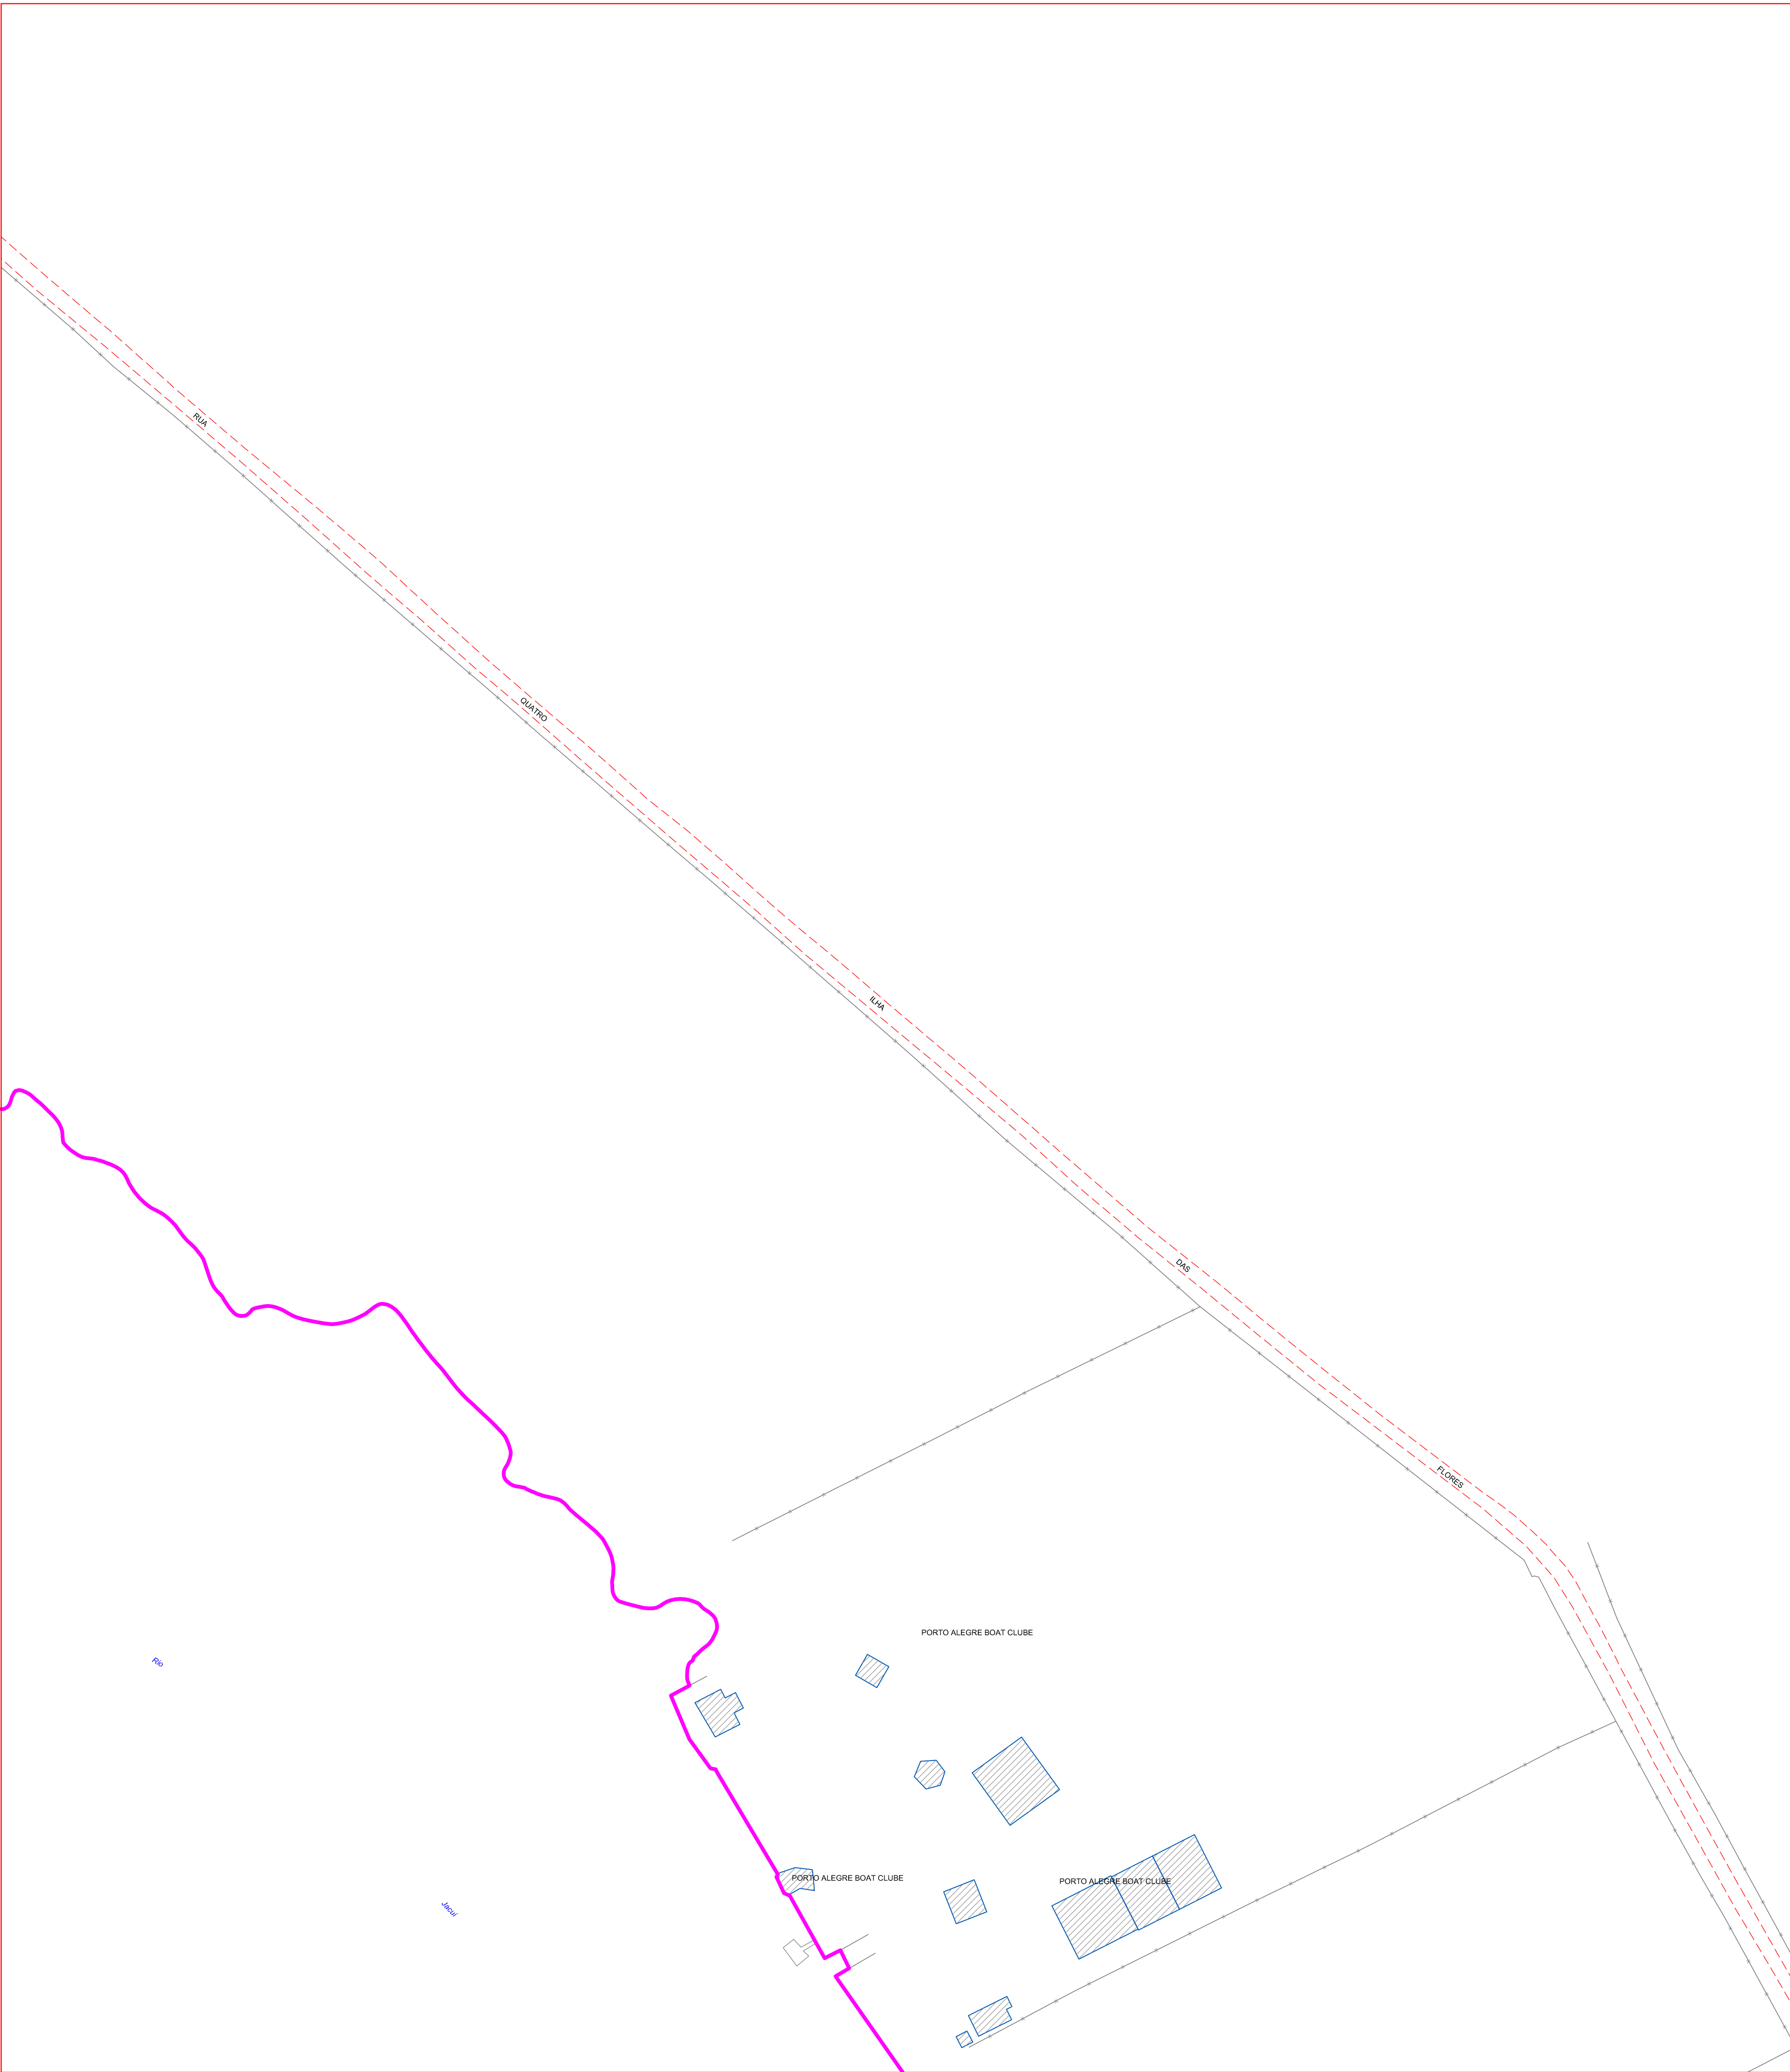 RUA
QUATRO
ILHA
DAS
FLORES
PORTO ALEGRE BOAT CLUBE
Rio
PORTO ALEGRE BOAT CLUBE
PORTO ALEGRE BOAT CLUBE
Jacuí